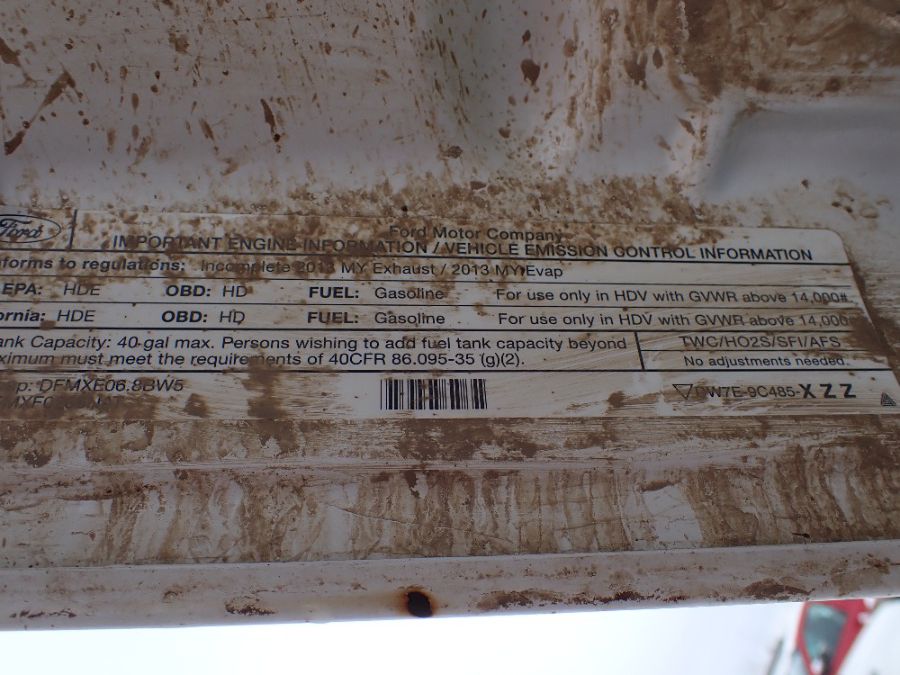 Ford
Ford Motor Company
IMPORTANT ENGINE INFORMATION / VEHICLE EMISSION CONTROL INFORMATION
nforms to regulations: Incomplete 2013 MY Exhaust / 2013 MY Evap
EPA: HDE OBD: HD FUEL: Gasoline For use only in HDV with GVWR above 14,000#.
ornia: HDE OBD: HD FUEL: Gasoline For use only in HDV with GVWR above 14,000
ank Capacity: 40-gal max. Persons wishing to add fuel tank capacity beyond
ximum must meet the requirements of 40CFR 86.095-35 (g)(2).
TWC/HO2S/SFI/AFS
No adjustments needed.
p: DFMXE06.8BW5
DW7E-9C485-XZZ